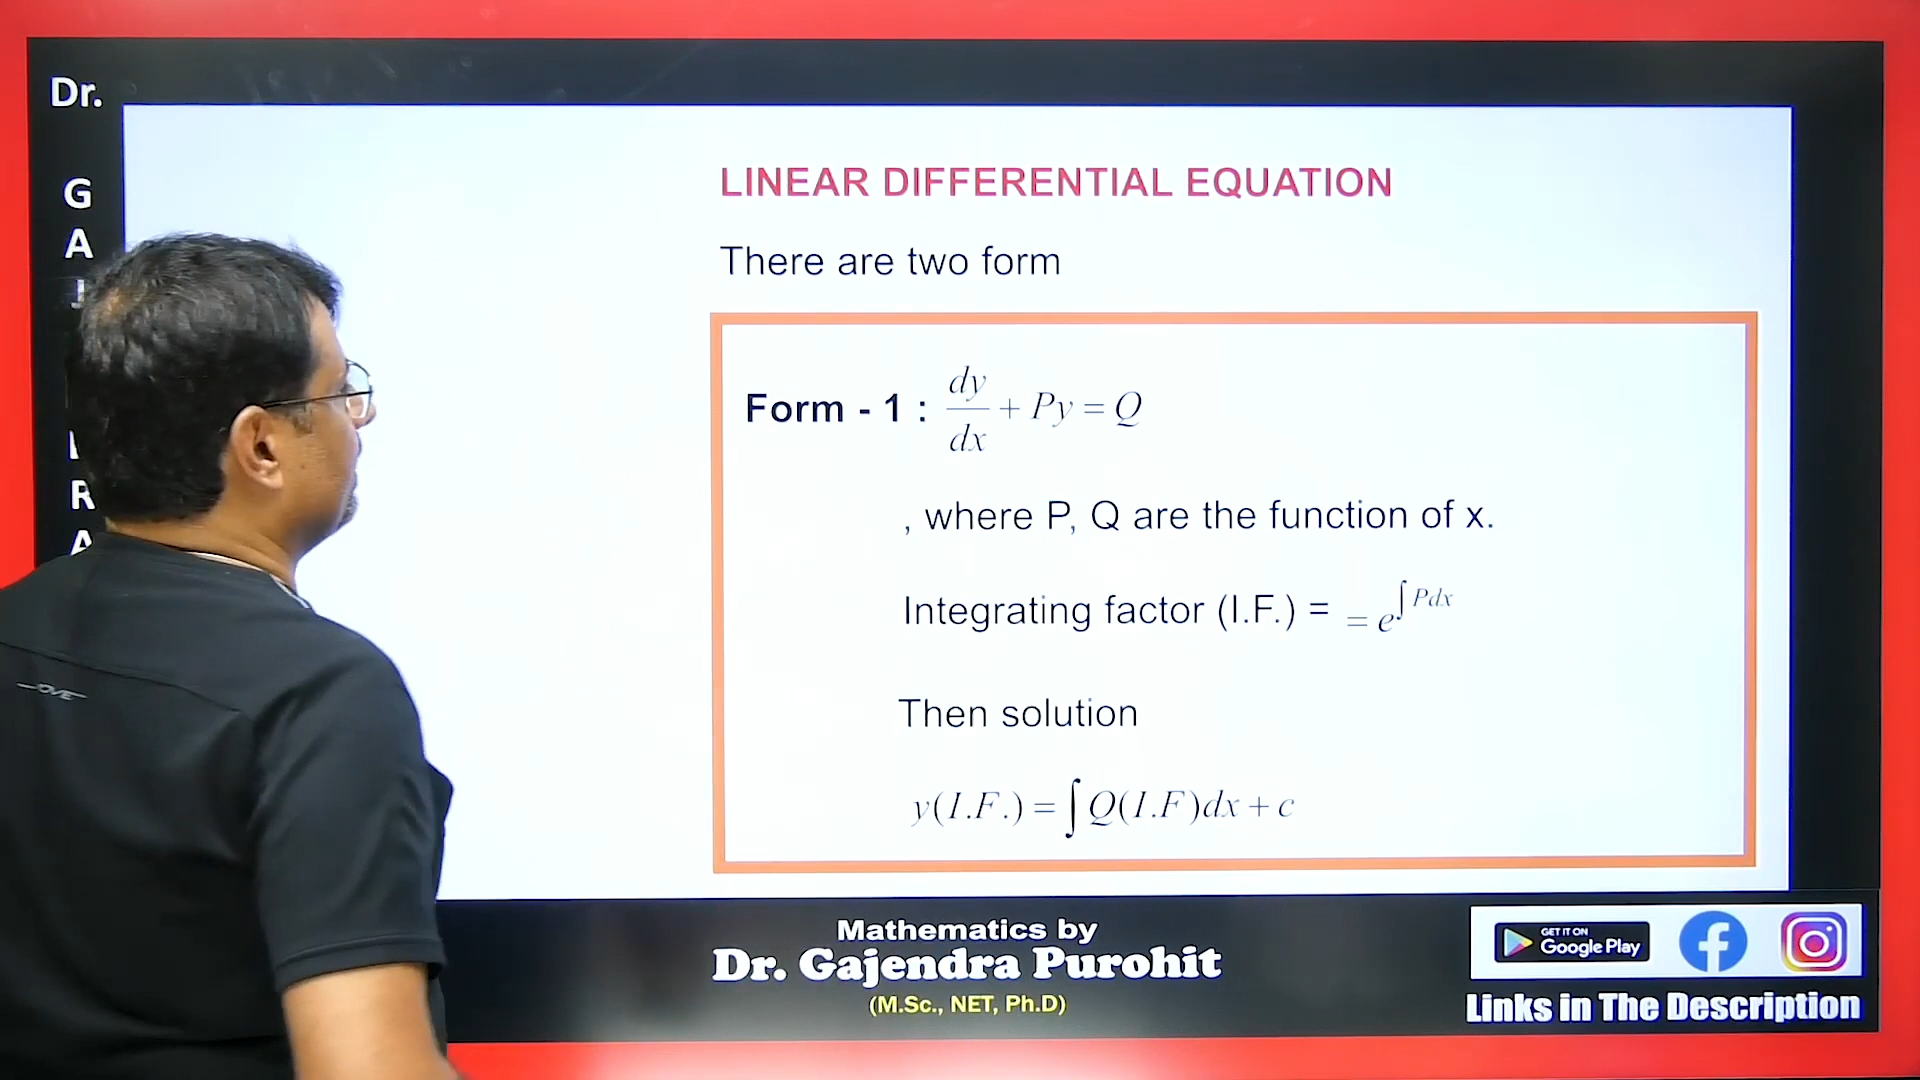 Dr.
G
A
R
A
LINEAR DIFFERENTIAL EQUATION
There are two form
Form - 1 : dy/dx + Py = Q
, where P, Q are the function of x.
Integrating factor (I.F.) = = e^∫Pdx
Then solution
y(I.F.) = ∫Q(I.F)dx + c
Mathematics by
Dr. Gajendra Purohit
(M.Sc., NET, Ph.D)
GET IT ON
Google Play
Links in The Description